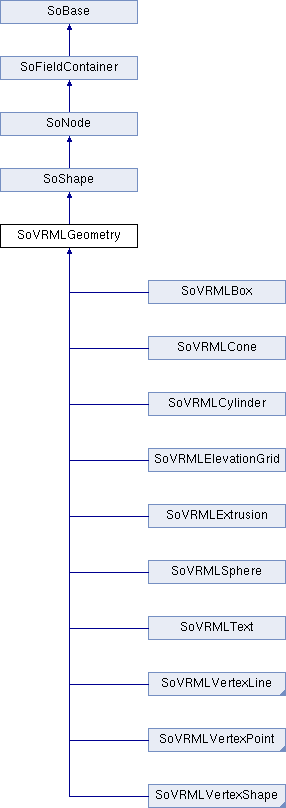 SoBase
SoFieldContainer
SoNode
SoShape
SoVRMLGeometry
SoVRMLBox
SoVRMLCone
SoVRMLCylinder
SoVRMLElevationGrid
SoVRMLExtrusion
SoVRMLSphere
SoVRMLText
SoVRMLVertexLine
SoVRMLVertexPoint
SoVRMLVertexShape